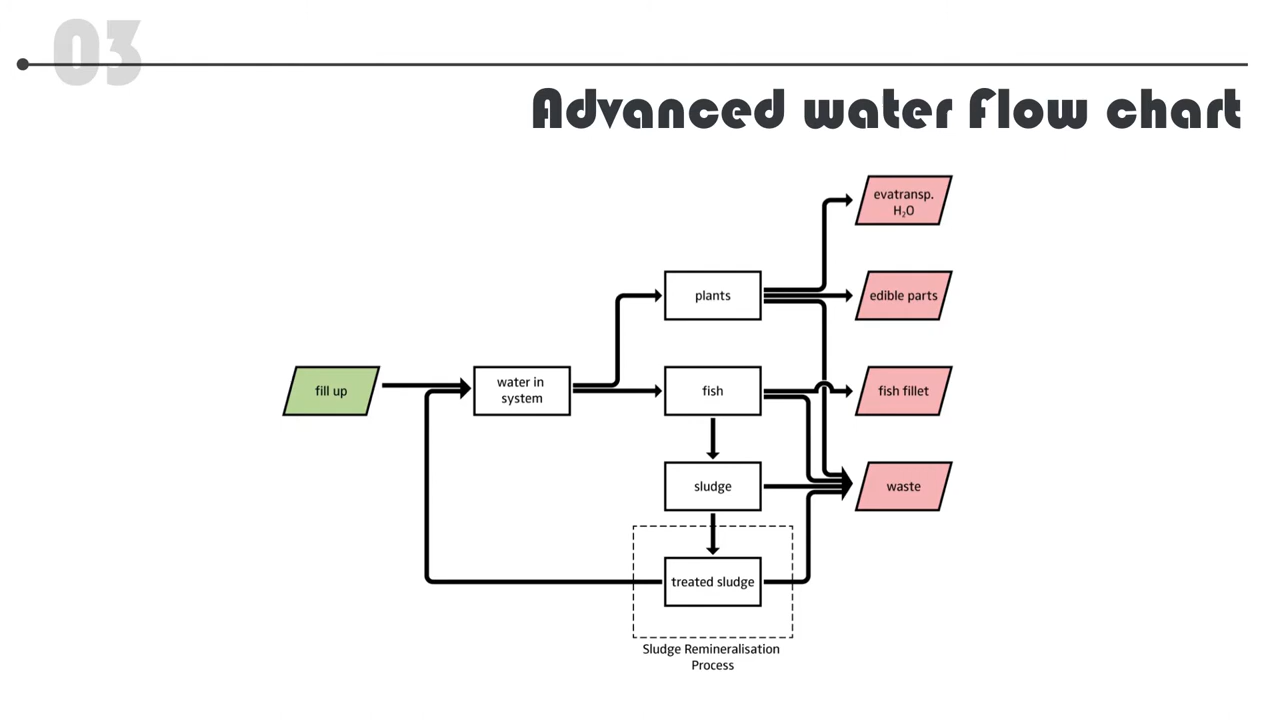 03
Advanced water flow chart
evatransp.
H₂O
plants
edible parts
fill up
water in
system
fish
fish fillet
sludge
waste
treated sludge
Sludge Remineralisation
Process